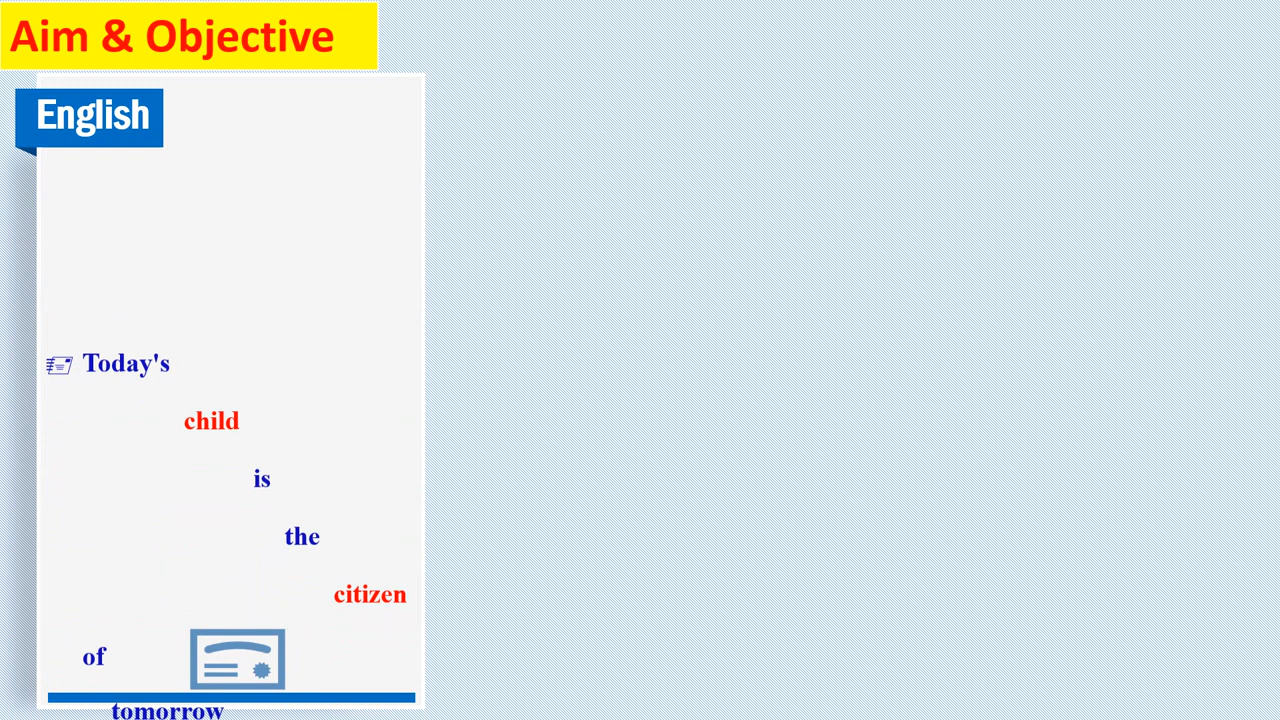 Aim & Objective
English
Today's
child
is
the
citizen
of
tomorrow